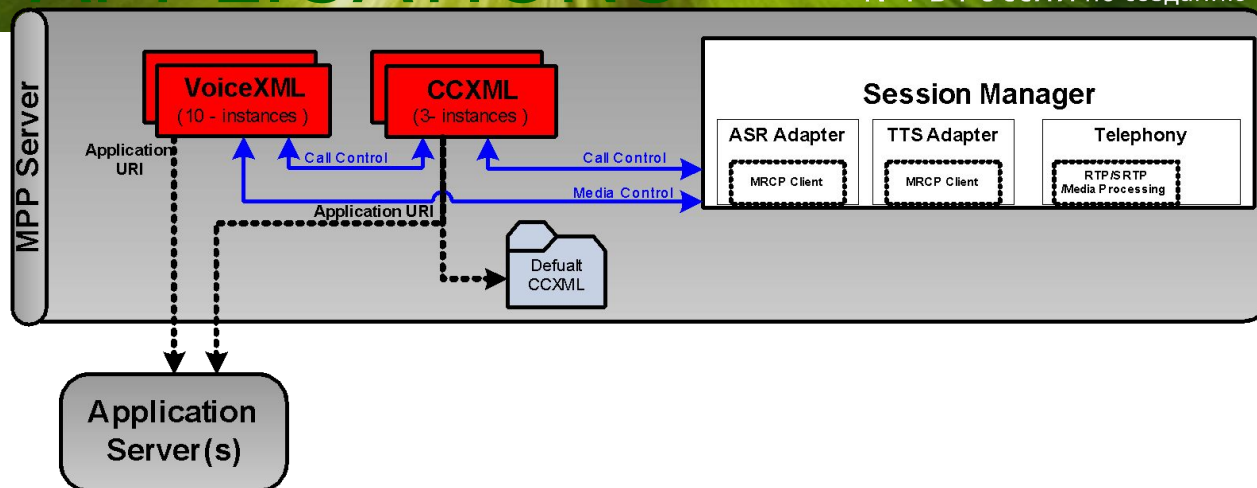 MPP Server
VoiceXML
(10 - instances )
CCXML
(3- instances )
Session Manager
ASR Adapter
TTS Adapter
Telephony
MRCP Client
MRCP Client
RTP/SRTP
/Media Processing
Application
URI
Call Control
Call Control
Media Control
Application URI
Defualt
CCXML
Application
Server(s)